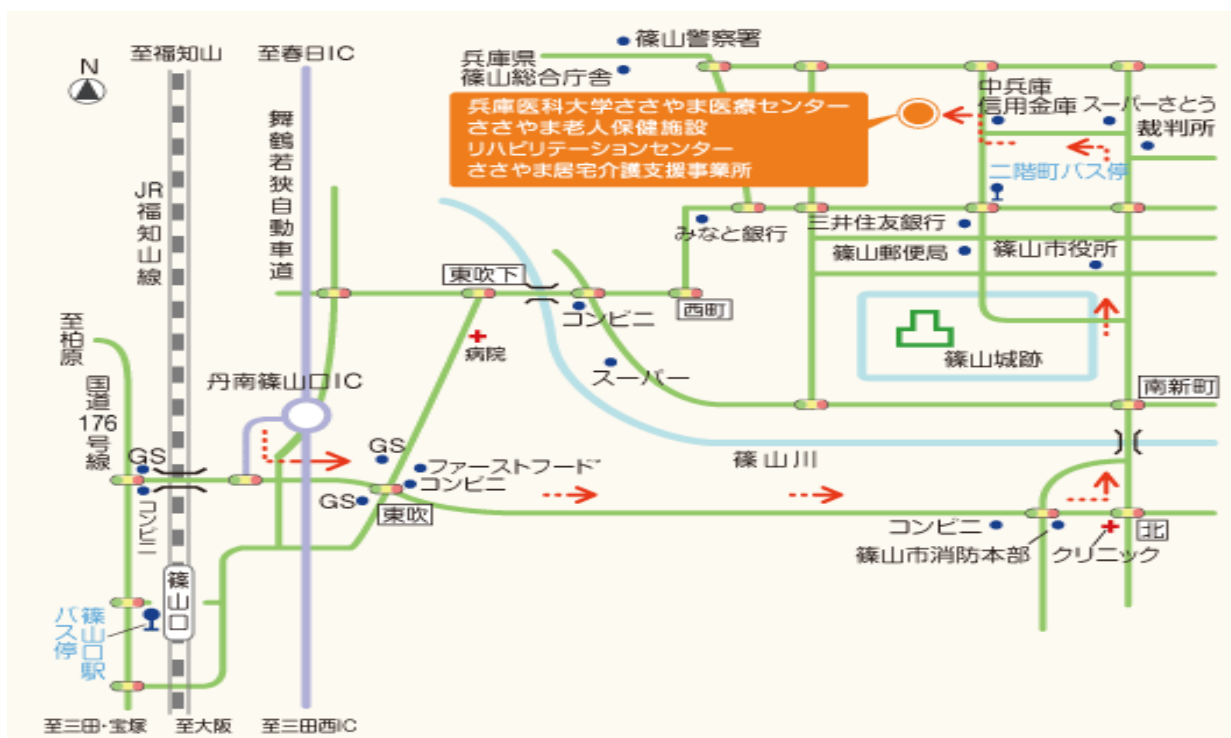 至福知山
至春日IC
篠山警察署
N
兵庫県
篠山総合庁舎
中兵庫
信用金庫
スーパーさとう
裁判所
兵庫医科大学ささやま医療センター
ささやま老人保健施設
リハビリテーションセンター
ささやま居宅介護支援事業所
舞鶴若狭自動車道
JR福知山線
二階町バス停
みなと銀行
三井住友銀行
篠山郵便局
篠山市役所
東吹下
西町
コンビニ
至柏原
病院
スーパー
篠山城跡
丹南篠山口IC
国道176号線
南新町
GS
GS
ファーストフード
コンビニ
篠山川
GS
東吹
コンビニ
コンビニ
北
篠山市消防本部
クリニック
篠山口
篠山口駅
バス停
至三田・宝塚
至大阪
至三田西IC